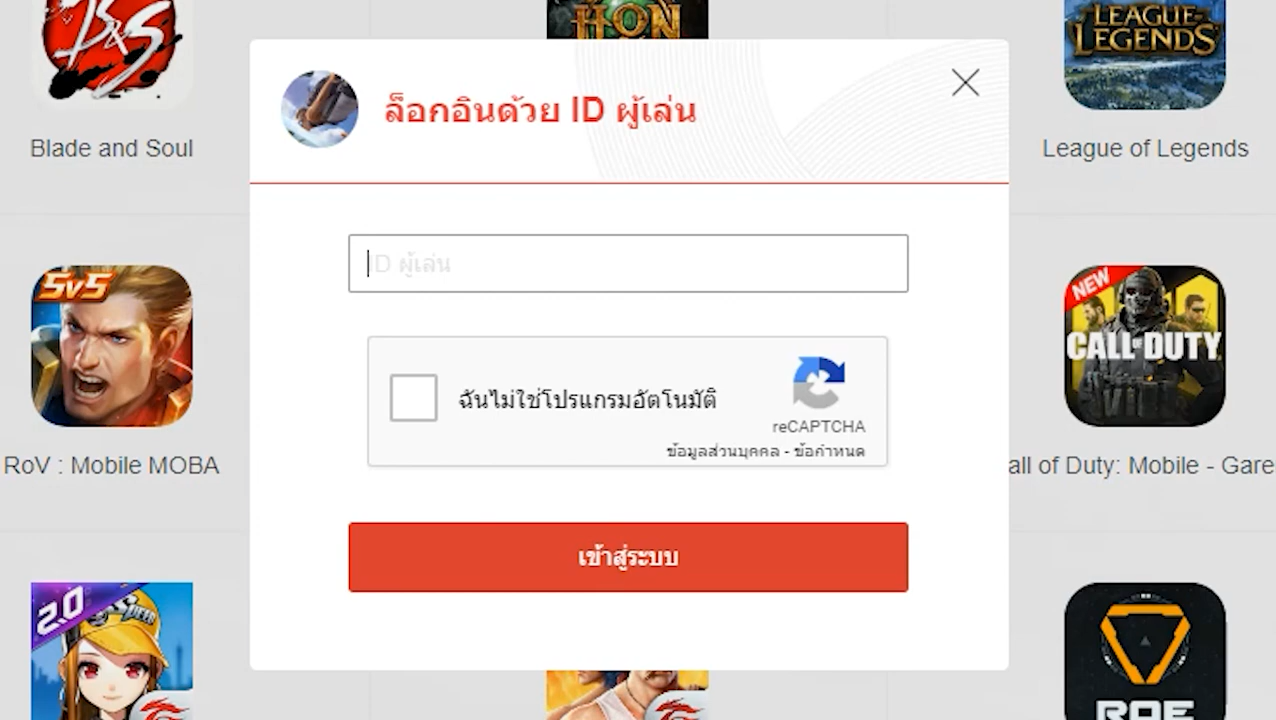 B&S
HON
LEAGUE
OF
LEGENDS
ล็อกอินด้วย ID ผู้เล่น
Blade and Soul
League of Legends
ID ผู้เล่น
5v5
NEW
CALL OF DUTY
ฉันไม่ใช่โปรแกรมอัตโนมัติ
reCAPTCHA
ข้อมูลส่วนบุคคล - ข้อกำหนด
RoV : Mobile MOBA
all of Duty: Mobile - Gare
เข้าสู่ระบบ
2.0
ROE